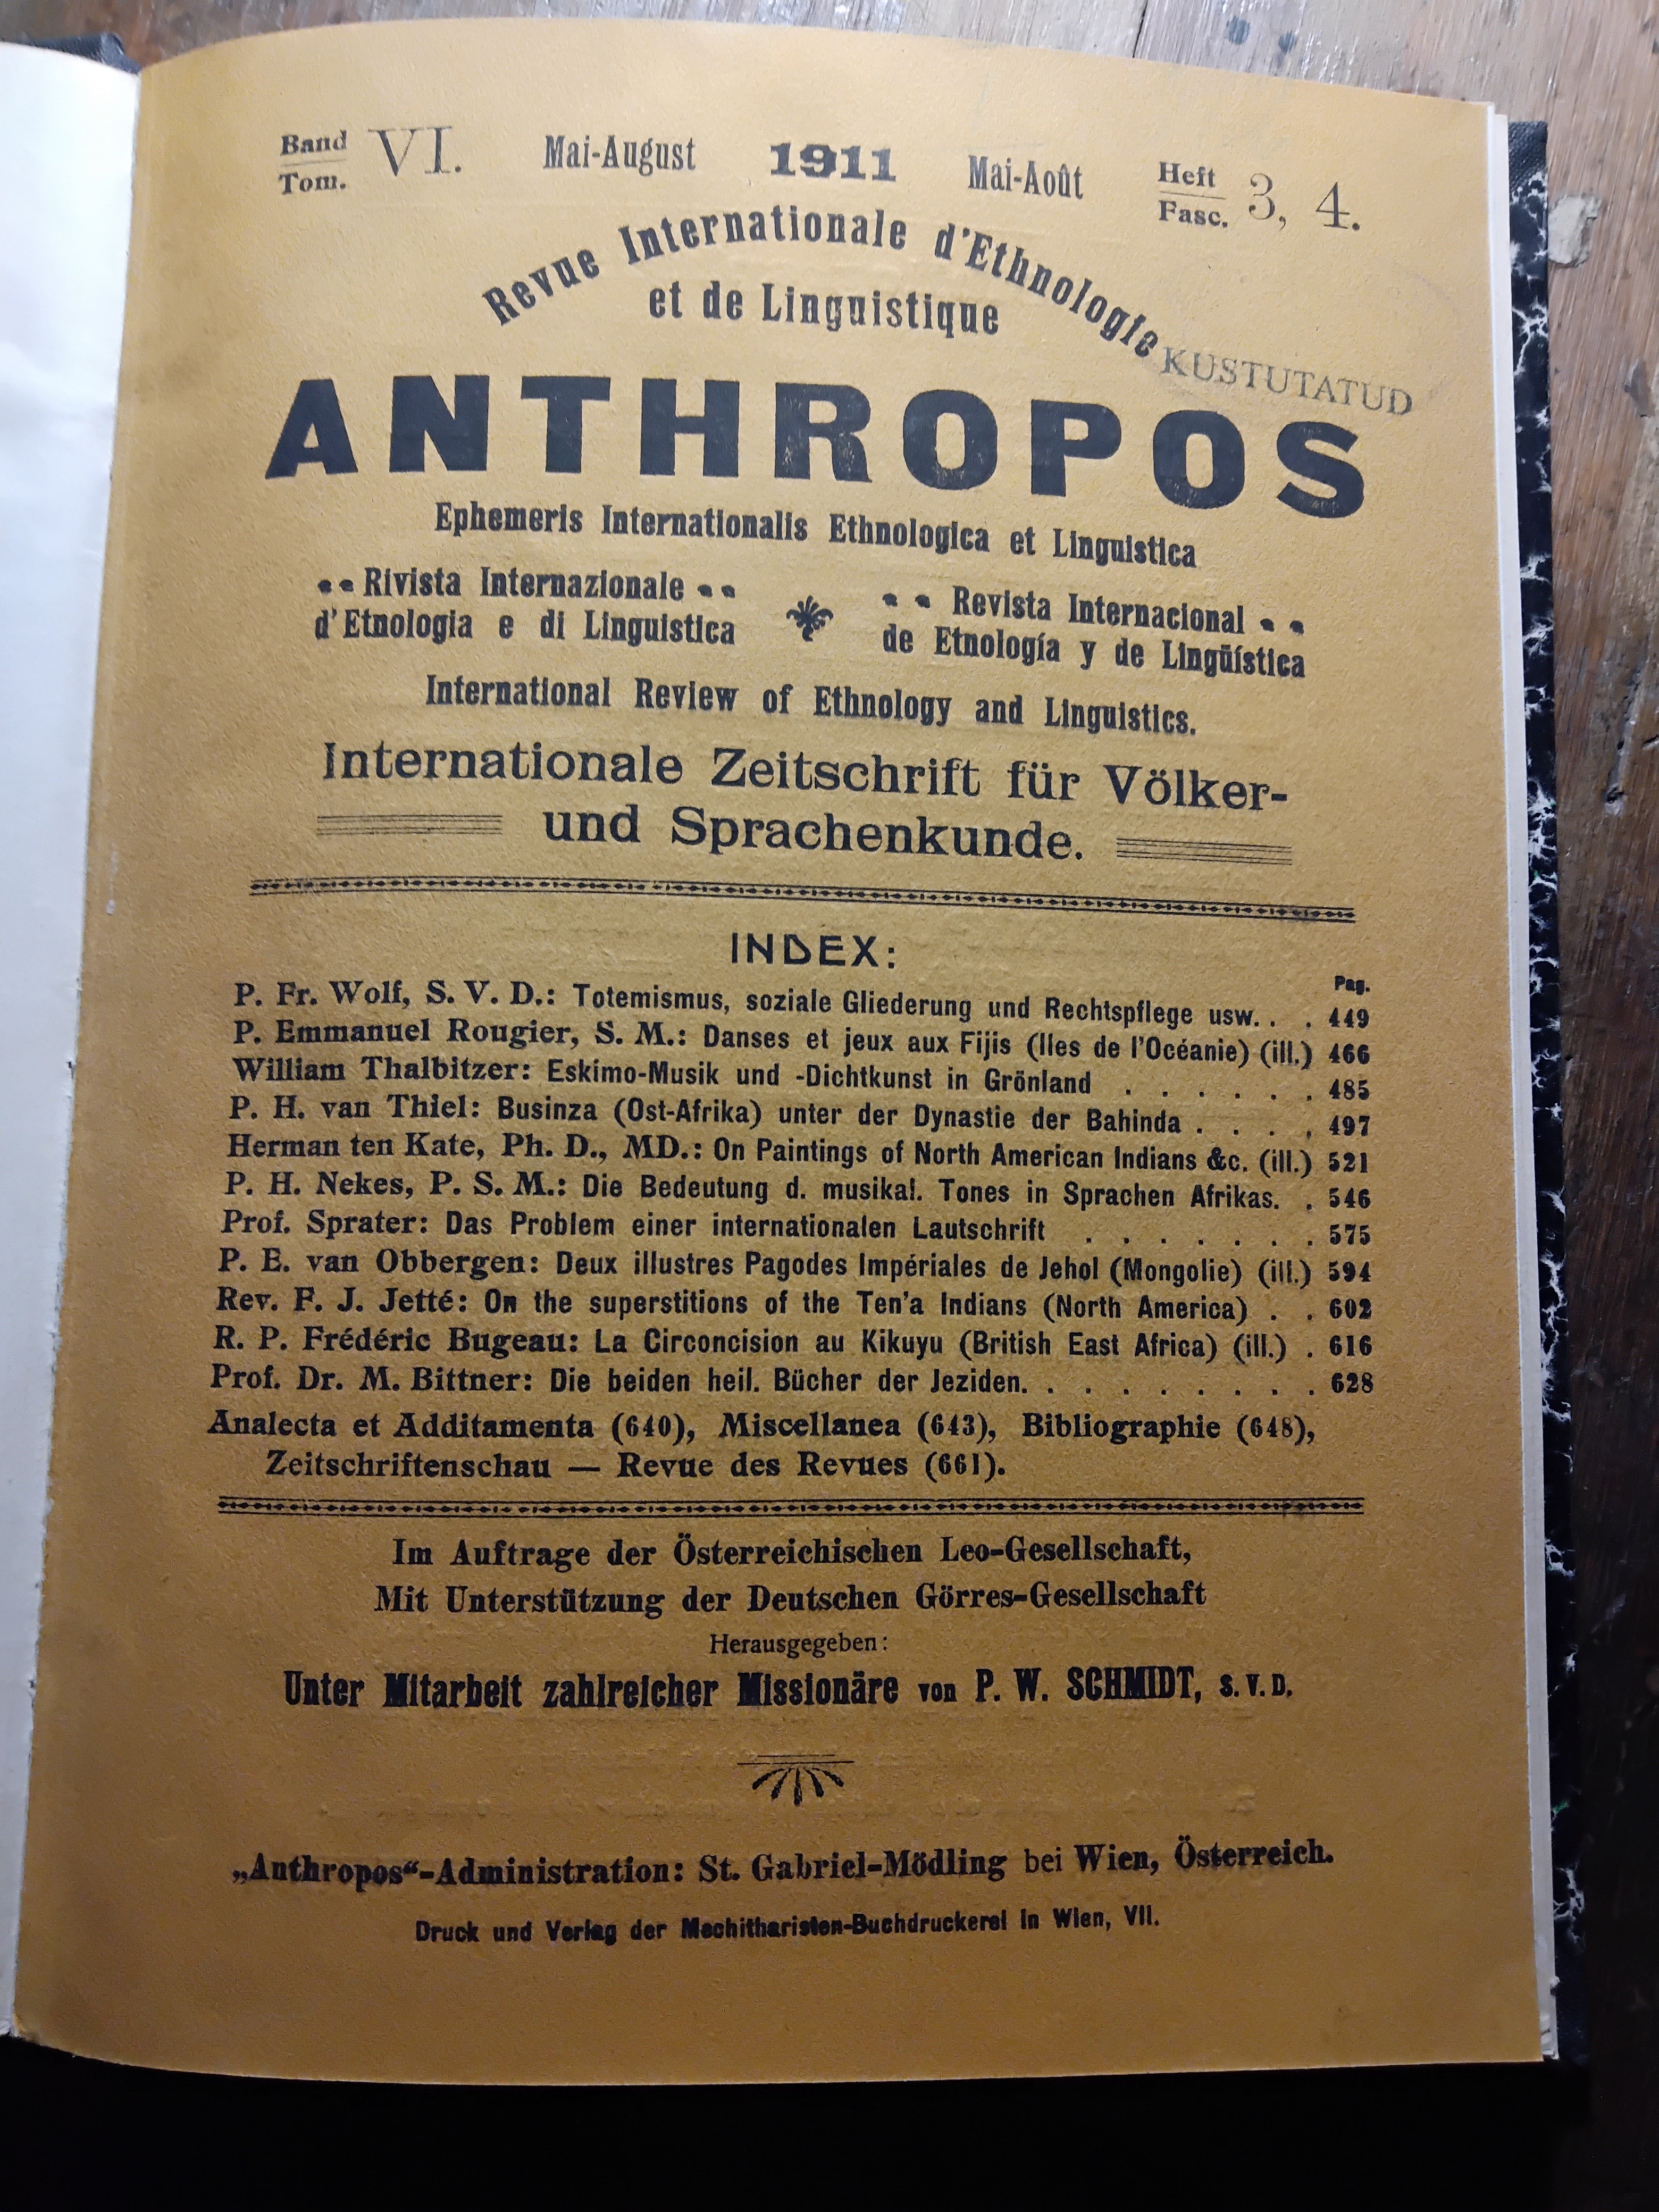 Band Tom. VI. Mai-August 1911 Mai-Août Heft Fasc. 3, 4.
Revue Internationale d'Ethnologie
et de Linguistique
KUSTUTATUD
ANTHROPOS
Ephemeris Internationalis Ethnologica et Linguistica
Rivista Internazionale
d'Etnologia e di Linguistica
Revista Internacional
de Etnología y de Lingüística
International Review of Ethnology and Linguistics.
Internationale Zeitschrift für Völker-
und Sprachenkunde.
INDEX:
Pag.
P. Fr. Wolf, S. V. D.: Totemismus, soziale Gliederung und Rechtspflege usw. . . 449
P. Emmanuel Rougier, S. M.: Danses et jeux aux Fijis (Iles de l'Océanie) (ill.) 466
William Thalbitzer: Eskimo-Musik und -Dichtkunst in Grönland . . . . . . 485
P. H. van Thiel: Businza (Ost-Afrika) unter der Dynastie der Bahinda . . . . 497
Herman ten Kate, Ph. D., MD.: On Paintings of North American Indians &c. (ill.) 521
P. H. Nekes, P. S. M.: Die Bedeutung d. musikal. Tones in Sprachen Afrikas. . 546
Prof. Sprater: Das Problem einer internationalen Lautschrift . . . . . . . 575
P. E. van Obbergen: Deux illustres Pagodes Impériales de Jehol (Mongolie) (ill.) 594
Rev. F. J. Jetté: On the superstitions of the Ten'a Indians (North America) . . 602
R. P. Frédéric Bugeau: La Circoncision au Kikuyu (British East Africa) (ill.) . 616
Prof. Dr. M. Bittner: Die beiden heil. Bücher der Jeziden. . . . . . . . . 628
Analecta et Additamenta (640), Miscellanea (643), Bibliographie (648),
Zeitschriftenschau — Revue des Revues (661).
Im Auftrage der Österreichischen Leo-Gesellschaft,
Mit Unterstützung der Deutschen Görres-Gesellschaft
Herausgegeben:
Unter Mitarbeit zahlreicher Missionäre von P. W. SCHMIDT, S. V. D.
„Anthropos“-Administration: St. Gabriel-Mödling bei Wien, Österreich.
Druck und Verlag der Mechitharisten-Buchdruckerei in Wien, VII.